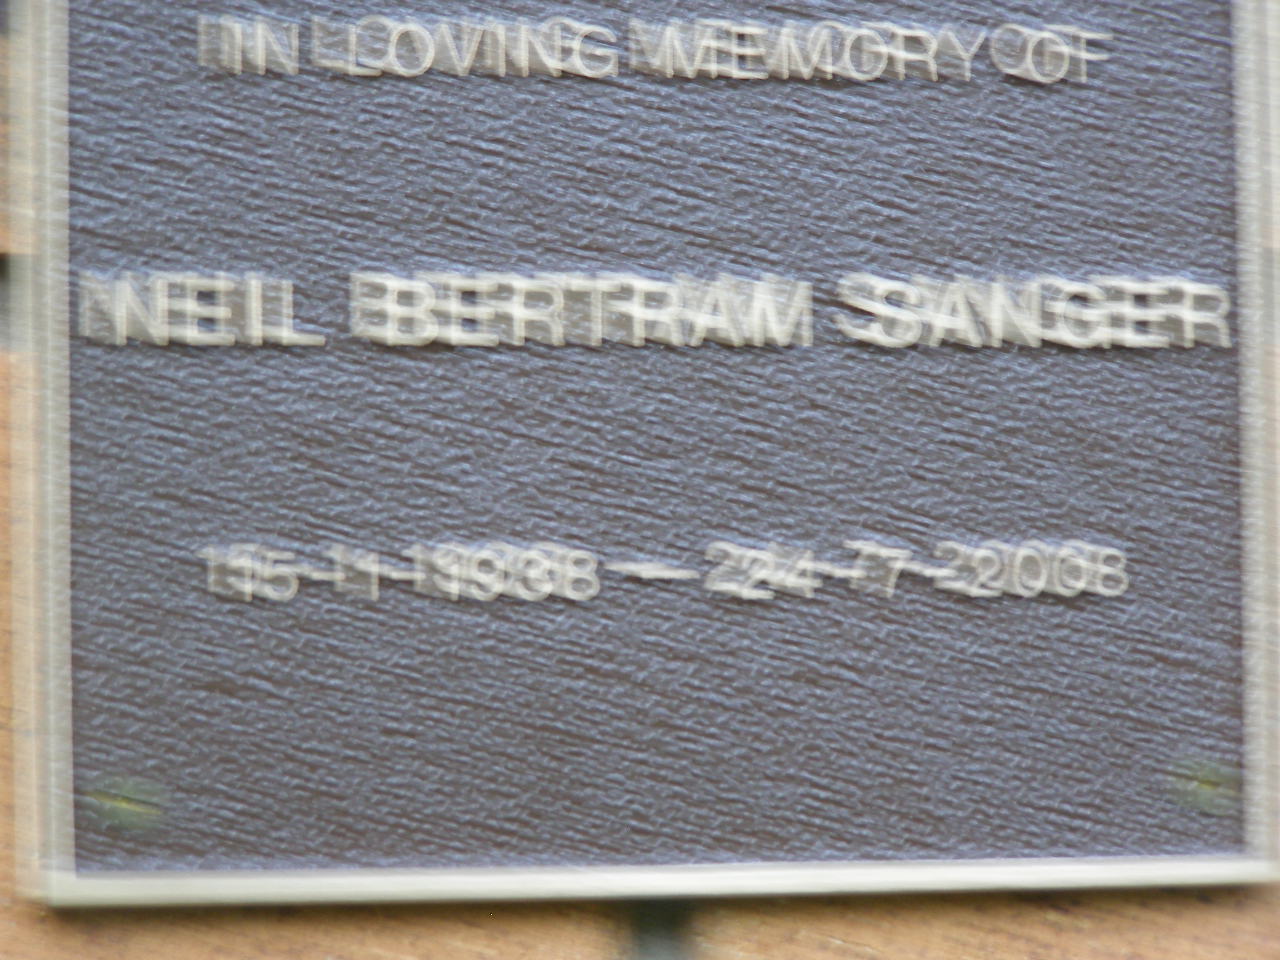 IN LOVING MEMORY OF
NEIL BERTRAM SANGER
15-1-1938 — 24-7-2008